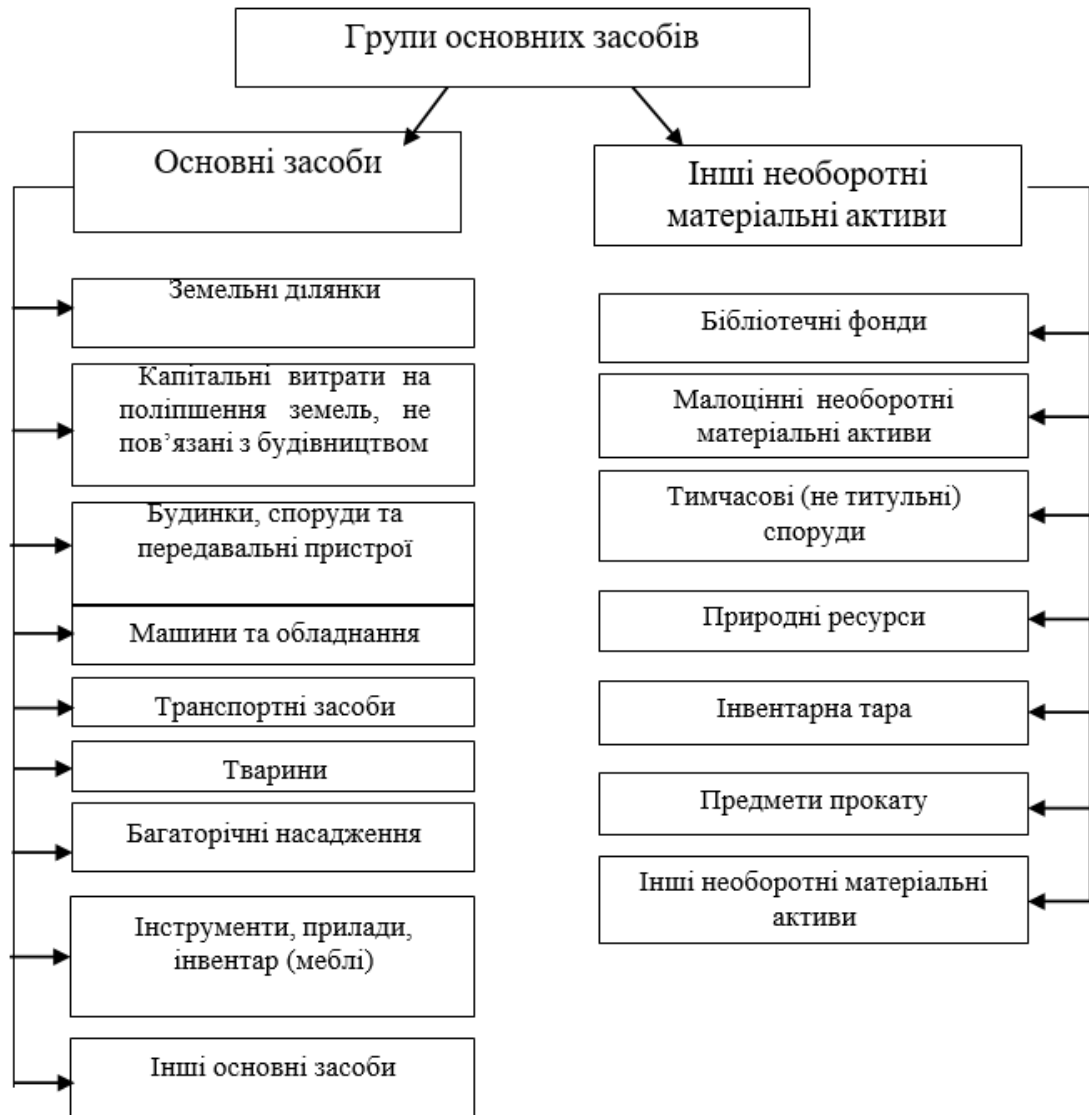 Групи основних засобів
Основні засоби
Інші необоротні
матеріальні активи
Земельні ділянки
Капітальні витрати на
поліпшення земель, не
пов’язані з будівництвом
Будинки, споруди та
передавальні пристрої
Машини та обладнання
Транспортні засоби
Тварини
Багаторічні насадження
Інструменти, прилади,
інвентар (меблі)
Інші основні засоби
Бібліотечні фонди
Малоцінні необоротні
матеріальні активи
Тимчасові (не титульні)
споруди
Природні ресурси
Інвентарна тара
Предмети прокату
Інші необоротні матеріальні
активи